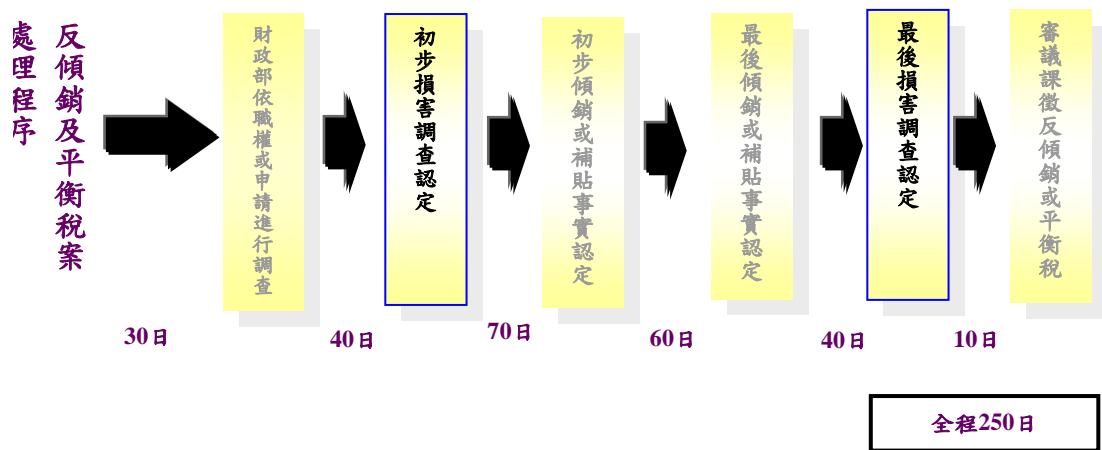 反傾銷及平衡稅案
處理程序
財政部依職權或申請進行調查
初步損害調查認定
初步傾銷或補貼事實認定
最後傾銷或補貼事實認定
最後損害調查認定
審議課徵反傾銷或平衡稅
30日
40日
70日
60日
40日
10日
全程250日